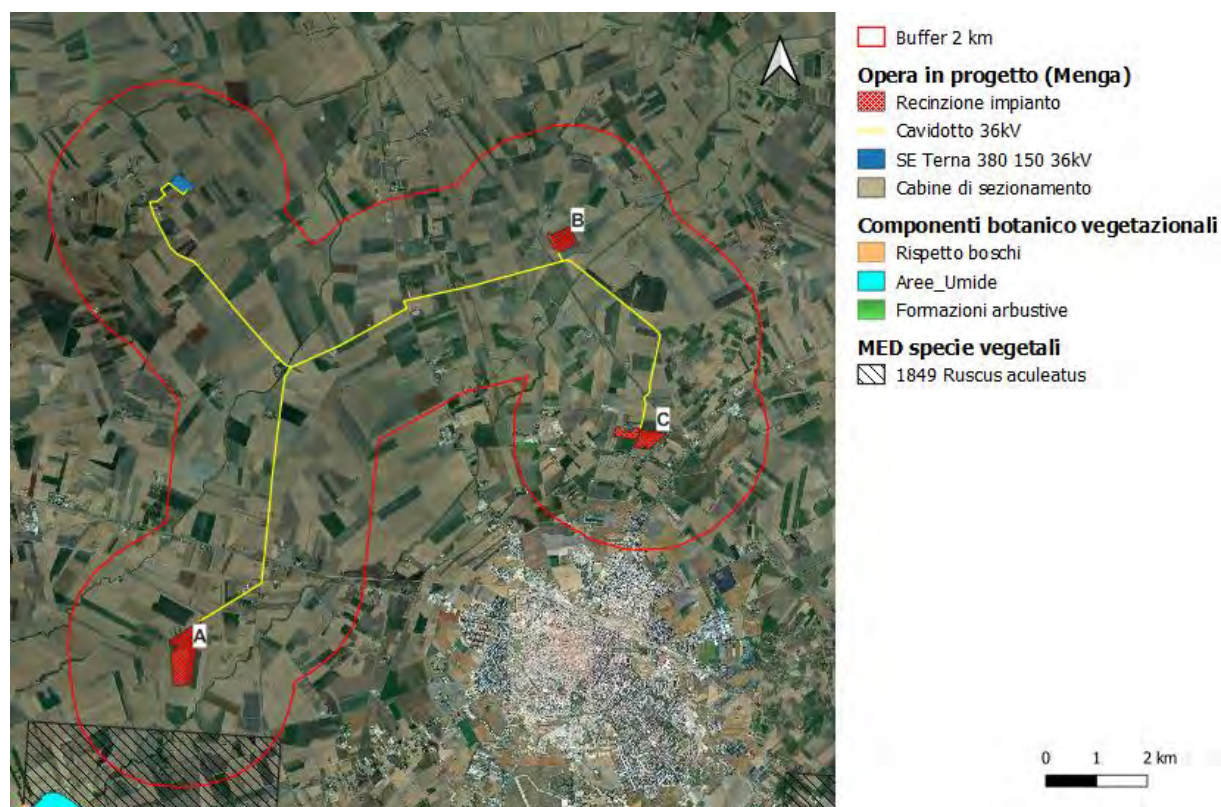 B
C
A
Buffer 2 km
Opera in progetto (Menga)
Recinzione impianto
Cavidotto 36kV
SE Terna 380 150 36kV
Cabine di sezionamento
Componenti botanico vegetazionali
Rispetto boschi
Aree_Umide
Formazioni arbustive
MED specie vegetali
1849 Ruscus aculeatus
0 1 2 km